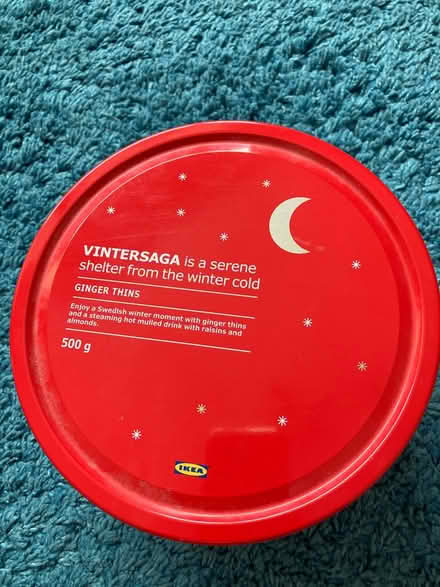 VINTERSAGA is a serene
shelter from the winter cold
GINGER THINS
Enjoy a Swedish winter moment with ginger thins
and a steaming hot mulled drink with raisins and
almonds.
500 g
IKEA